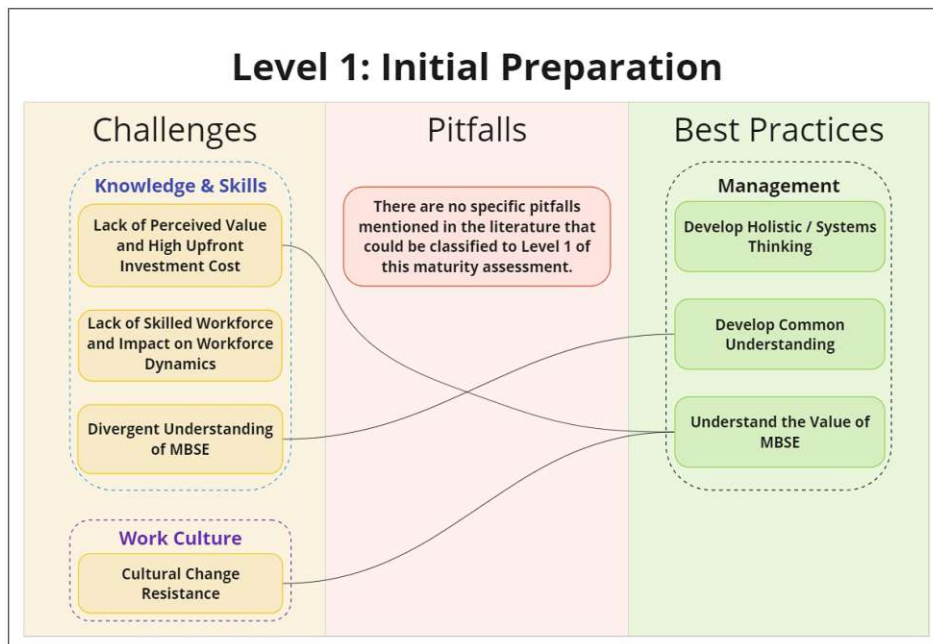 Level 1: Initial Preparation
Challenges
Knowledge & Skills
Lack of Perceived Value
and High Upfront
Investment Cost
Lack of Skilled Workforce
and Impact on Workforce
Dynamics
Divergent Understanding
of MBSE
Work Culture
Cultural Change
Resistance
Pitfalls
There are no specific pitfalls
mentioned in the literature that
could be classified to Level 1 of
this maturity assessment.
Best Practices
Management
Develop Holistic / Systems
Thinking
Develop Common
Understanding
Understand the Value of
MBSE